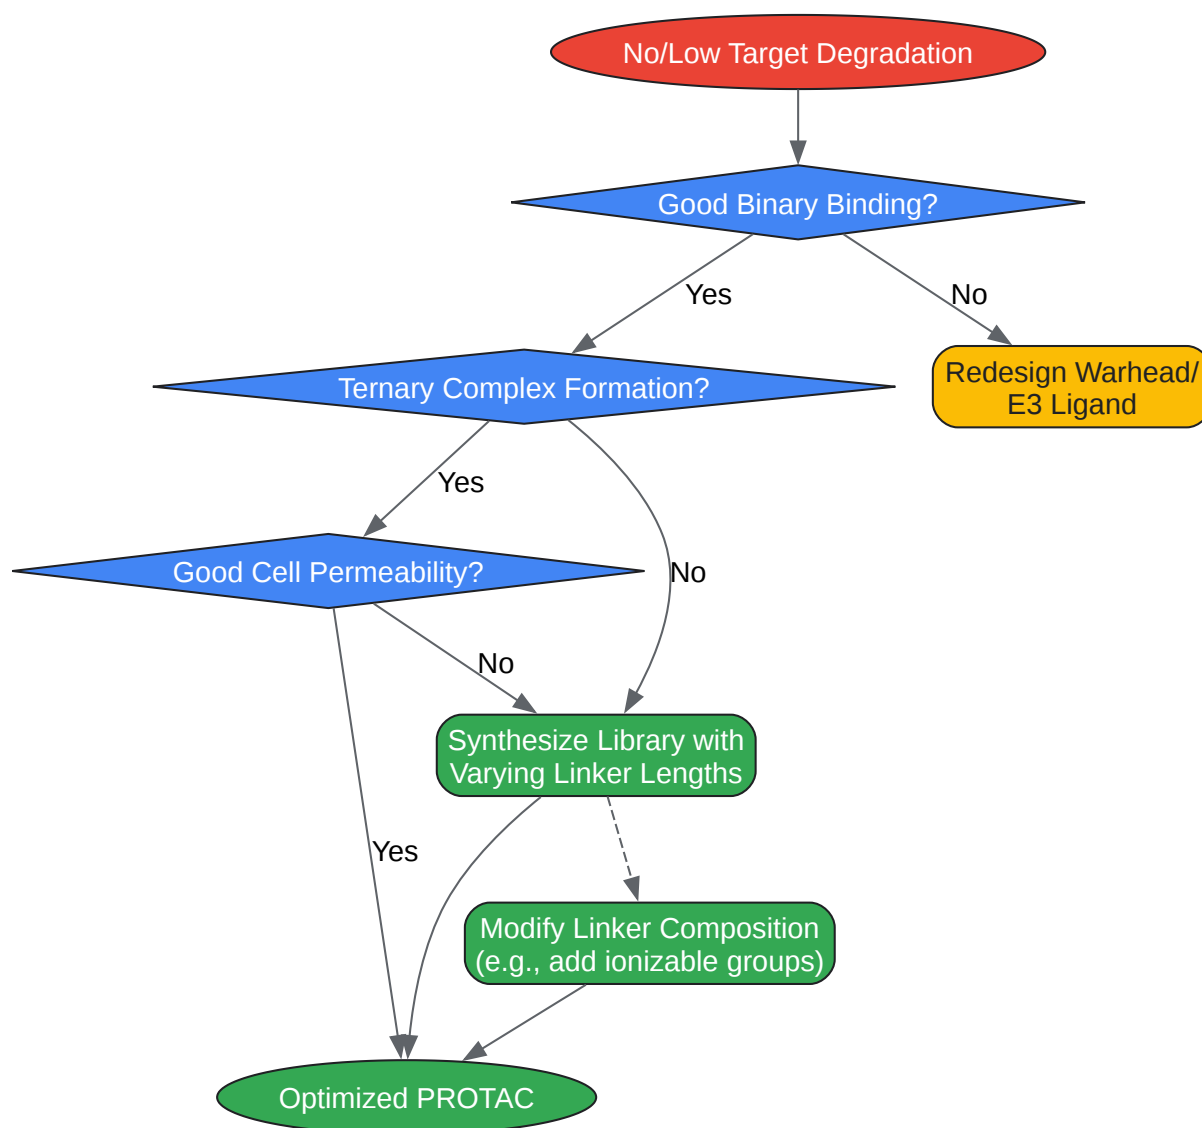 No/Low Target Degradation
Good Binary Binding?
Yes
No
Ternary Complex Formation?
Redesign Warhead/
E3 Ligand
Yes
Good Cell Permeability?
No
No
Synthesize Library with
Varying Linker Lengths
Yes
Modify Linker Composition
(e.g., add ionizable groups)
Optimized PROTAC